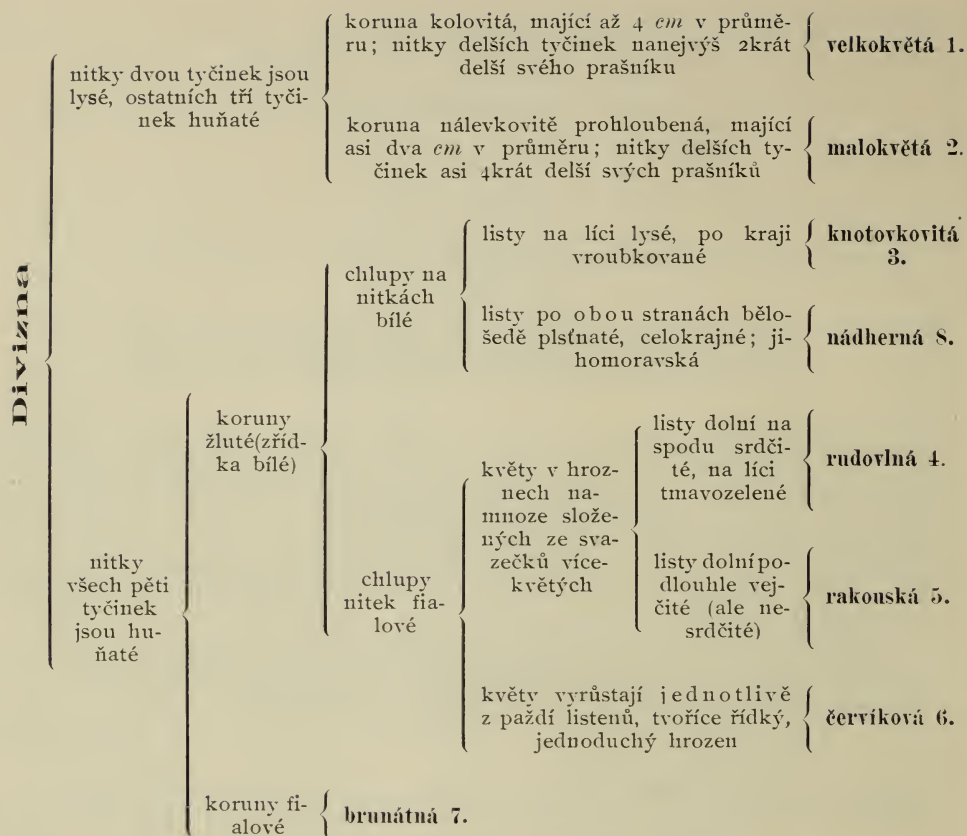 Divizna
nitky dvou tyčinek jsou
lysé, ostatních tří tyči-
nek huňaté
koruna kolovitá, mající až 4 cm v průmě-
ru; nitky delších tyčinek nanejvýš 2krát
delší svého prašníku
velkokvětá 1.
koruna nálevkovitě prohloubená, mající
asi dva cm v průměru; nitky delších ty-
činek asi 4krát delší svých prašníků
malokvětá 2.
nitky
všech pěti
tyčinek
jsou hu-
ňaté
koruny
žluté(zříd-
ka bílé)
chlupy na
nitkách
bílé
listy na líci lysé, po kraji
vroubkované
knotovkovitá
3.
listy po obou stranách bělo-
šedě plsťnaté, celokrajné; ji-
homoravská
nádherná 8.
chlupy
nitek fia-
lové
květy v hroz-
nech na-
mnoze slože-
ných ze sva-
zečků více-
květých
listy dolní na
spodu srdči-
té, na líci
tmavozelené
rudovlná 4.
listy dolní po-
dlouhle vej-
čité (ale ne-
srdčité)
rakouská 5.
květy vyrůstají jednotlivě
z paždí listenů, tvoříce řídký,
jednoduchý hrozen
červíková 6.
koruny fi-
alové
brunátná 7.